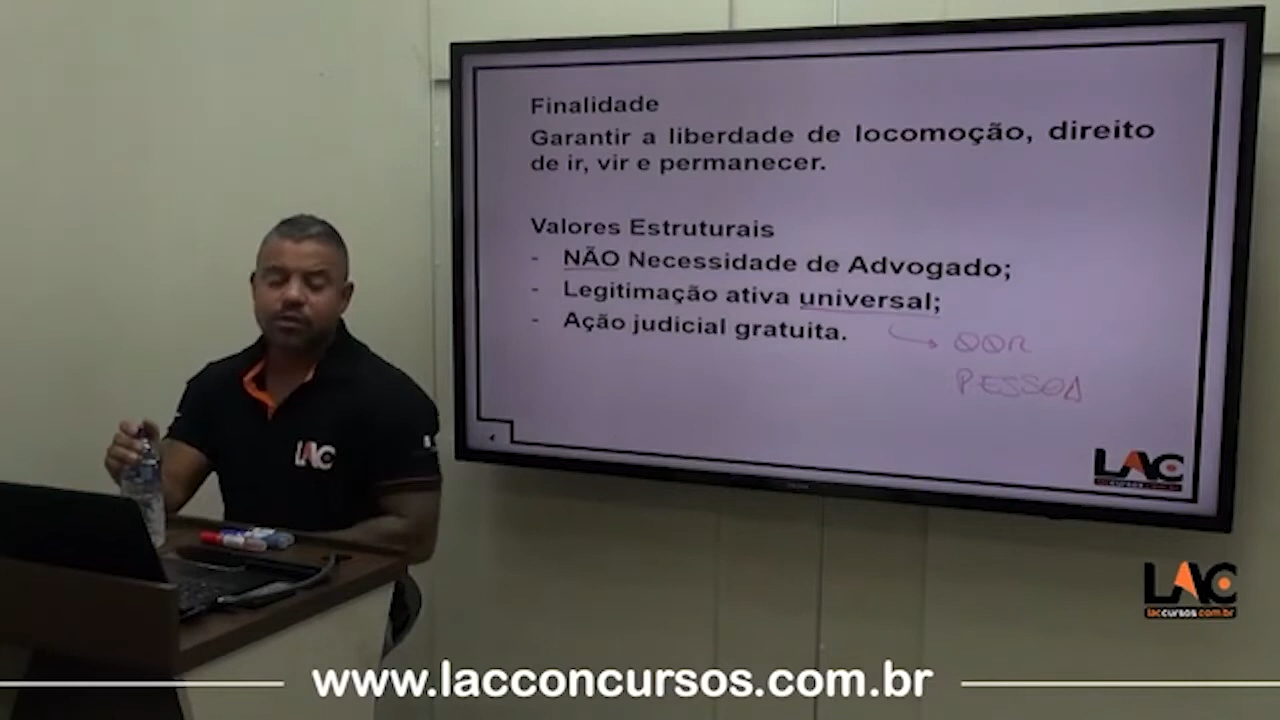 Finalidade
Garantir a liberdade de locomoção, direito
de ir, vir e permanecer.
Valores Estruturais
- NÃO Necessidade de Advogado;
- Legitimação ativa universal;
- Ação judicial gratuita.
QQR
PESSOA
4
LAC
LAC
LAC
laccursos.com.br
www.lacconcursos.com.br